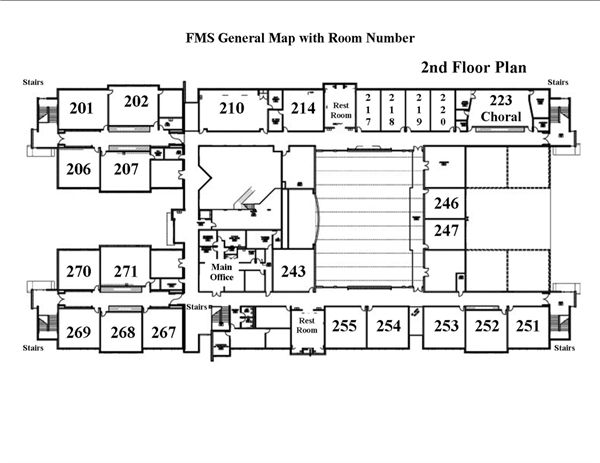 FMS General Map with Room Number
2nd Floor Plan
Stairs
Stairs
201
202
210
214
Rest
Room
217
218
219
220
223
Choral
206
207
246
247
270
271
Main
Office
243
Stairs
269
268
267
Rest
Room
255
254
253
252
251
Stairs
Stairs